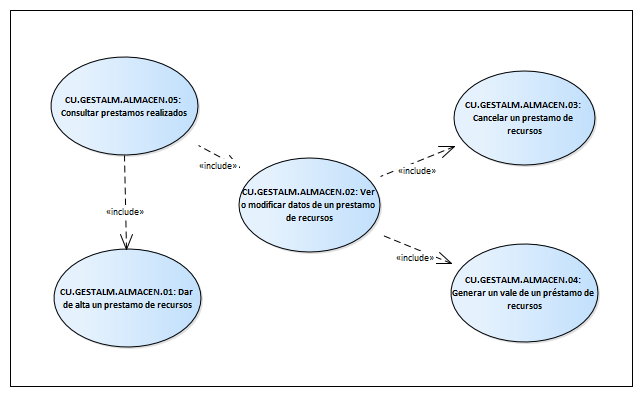 CU.GESTALM.ALMACEN.05:
Consultar prestamos realizados
CU.GESTALM.ALMACEN.03:
Cancelar un prestamo de
recursos
«include»
«include»
CU.GESTALM.ALMACEN.02: Ver
o modificar datos de un prestamo
de recursos
«include»
«include»
CU.GESTALM.ALMACEN.01: Dar
de alta un prestamo de recursos
CU.GESTALM.ALMACEN.04:
Generar un vale de un préstamo de
recursos